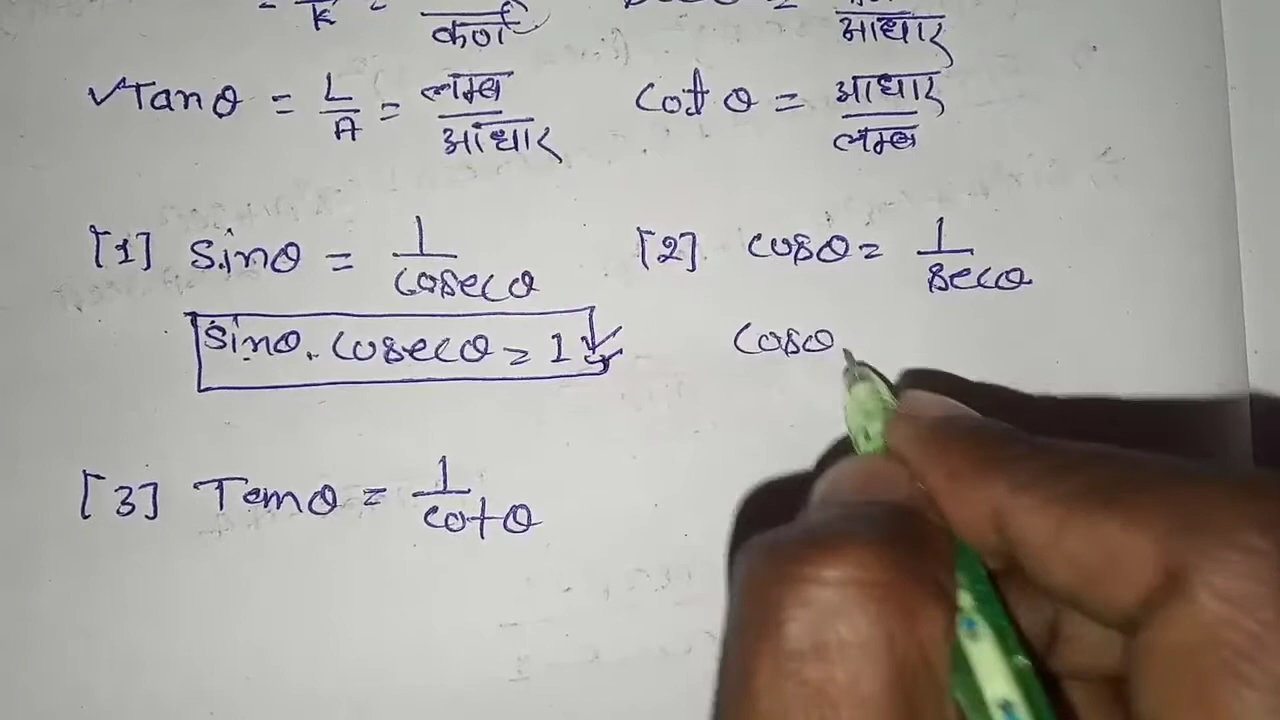 = /K = /कर्ण
/आधार
√Tanθ = L/A = लम्ब/आधार
Cotθ = आधार/लम्ब
[1] Sinθ = 1/Cosecθ
[2] Cosθ = 1/Secθ
Sinθ. Cosecθ = 1
Cosθ
[3] Tanθ = 1/Cotθ